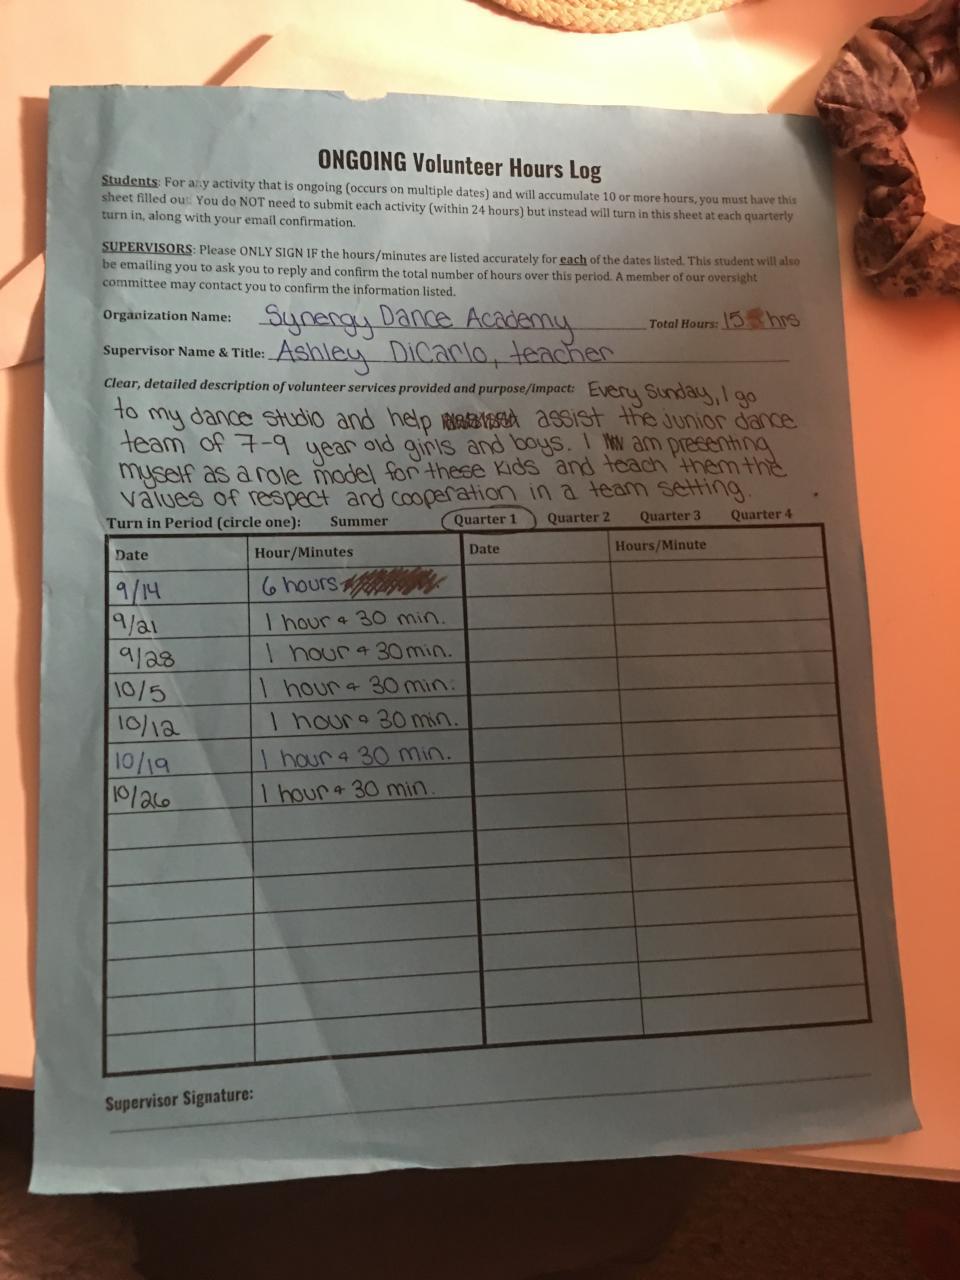 ONGOING Volunteer Hours Log
Students: For any activity that is ongoing (occurs on multiple dates) and will accumulate 10 or more hours, you must have this
sheet filled out. You do NOT need to submit each activity (within 24 hours) but instead will turn in this sheet at each quarterly
turn in, along with your email confirmation.
SUPERVISORS: Please ONLY SIGN IF the hours/minutes are listed accurately for each of the dates listed. This student will also
be emailing you to ask you to reply and confirm the total number of hours over this period. A member of our oversight
committee may contact you to confirm the information listed.
Organization Name: Synergy Dance Academy Total Hours: 15 hrs
Supervisor Name & Title: Ashley DiCarlo, teacher
Clear, detailed description of volunteer services provided and purpose/impact: Every Sunday, I go
to my dance studio and help assist the junior dance
team of 7-9 year old girls and boys. I am presenting
myself as a role model for these kids and teach them the
values of respect and cooperation in a team setting.
Turn in Period (circle one): Summer Quarter 1 Quarter 2 Quarter 3 Quarter 4
Date Hour/Minutes Date Hours/Minute
9/14 6 hours
9/21 1 hour + 30 min.
9/28 1 hour + 30 min.
10/5 1 hour + 30 min.
10/12 1 hour + 30 min.
10/19 1 hour + 30 min.
10/26 1 hour + 30 min.
Supervisor Signature: